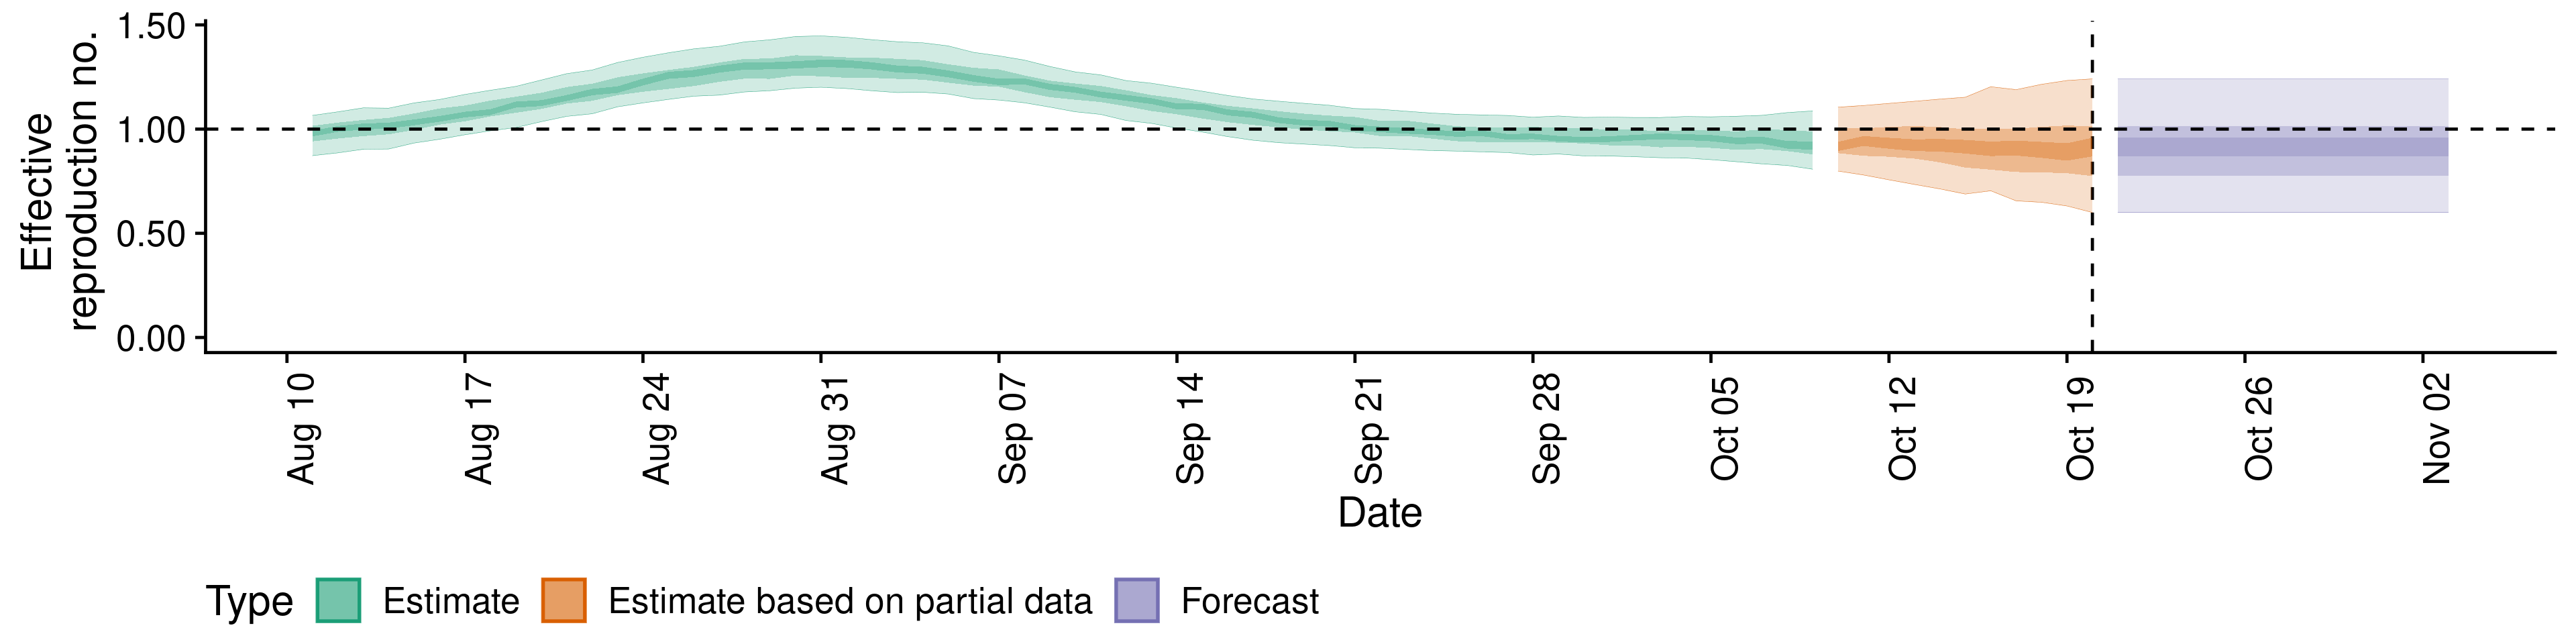 Effective
reproduction no.
1.50
1.00
0.50
0.00
Aug 10
Aug 17
Aug 24
Aug 31
Sep 07
Sep 14
Sep 21
Sep 28
Oct 05
Oct 12
Oct 19
Oct 26
Nov 02
Date
Type Estimate Estimate based on partial data Forecast